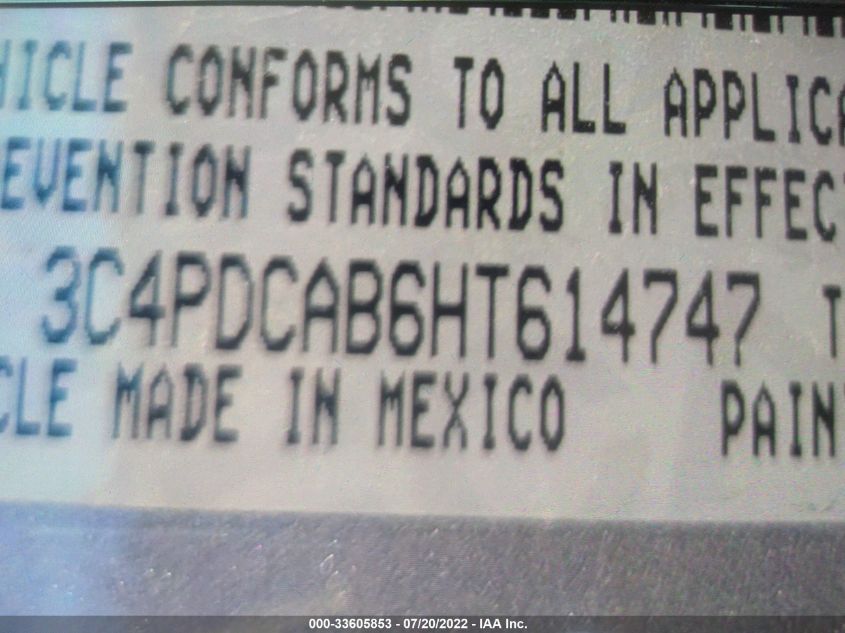 HICLE CONFORMS TO ALL APPLICA
EVENTION STANDARDS IN EFFECT
3C4PDCAB6HT614747 T
CLE MADE IN MEXICO PAINT
000-33605853 - 07/20/2022 - IAA Inc.